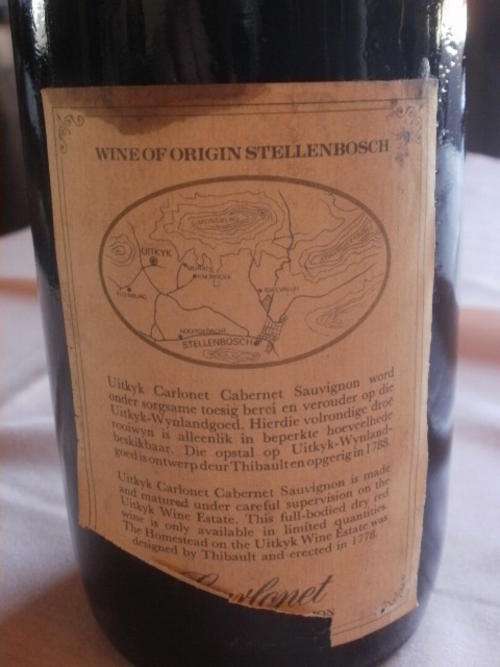 WINE OF ORIGIN STELLENBOSCH
UITKYK
STELLENBOSCH
Uitkyk Carlonet Cabernet Sauvignon word
onder sorgsame toesig berei en verouder op die
Uitkyk-Wynlandgoed. Hierdie volrondige droë
rooiwyn is alleenlik in beperkte hoeveelhede
beskikbaar. Die opstal op Uitkyk-Wynland-
goed is ontwerp deur Thibault en opgerig in 1788.
Uitkyk Carlonet Cabernet Sauvignon is made
and matured under careful supervision on the
Uitkyk Wine Estate. This full-bodied dry red
wine is only available in limited quantities.
The Homestead on the Uitkyk Wine Estate was
designed by Thibault and erected in 1778.
Carlonet